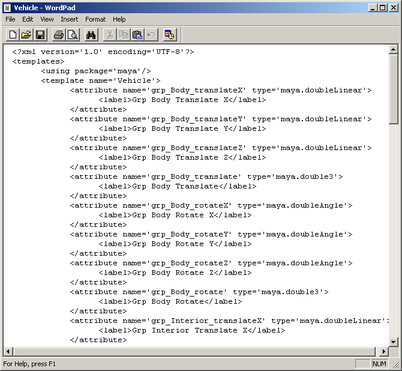 Vehicle - WordPad
File Edit View Insert Format Help
<?xml version='1.0' encoding='UTF-8'?>
<templates>
<using package='maya'/>
<template name='Vehicle'>
<attribute name='grp_Body_translateX' type='maya.doubleLinear'>
<label>Grp Body Translate X</label>
</attribute>
<attribute name='grp_Body_translateY' type='maya.doubleLinear'>
<label>Grp Body Translate Y</label>
</attribute>
<attribute name='grp_Body_translateZ' type='maya.doubleLinear'>
<label>Grp Body Translate Z</label>
</attribute>
<attribute name='grp_Body_translate' type='maya.double3'>
<label>Grp Body Translate</label>
</attribute>
<attribute name='grp_Body_rotateX' type='maya.doubleAngle'>
<label>Grp Body Rotate X</label>
</attribute>
<attribute name='grp_Body_rotateY' type='maya.doubleAngle'>
<label>Grp Body Rotate Y</label>
</attribute>
<attribute name='grp_Body_rotateZ' type='maya.doubleAngle'>
<label>Grp Body Rotate Z</label>
</attribute>
<attribute name='grp_Body_rotate' type='maya.double3'>
<label>Grp Body Rotate</label>
</attribute>
<attribute name='grp_Interior_translateX' type='maya.doubleLinear'
<label>Grp Interior Translate X</label>
</attribute>
For Help, press F1 NUM